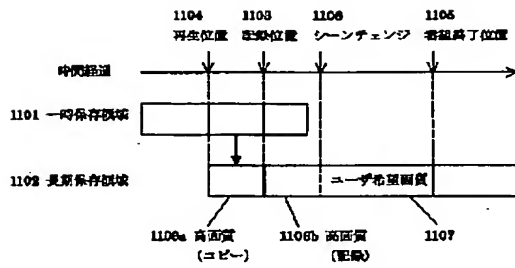 1104 1103 1106 1105
再生位置 記録位置 シーンチェンジ 番組終了位置
時間経過
1101 一時保存領域
1102 長期保存領域 ユーザ希望画質
1106a 高画質 1106b 高画質 1107
(コピー) (記録)